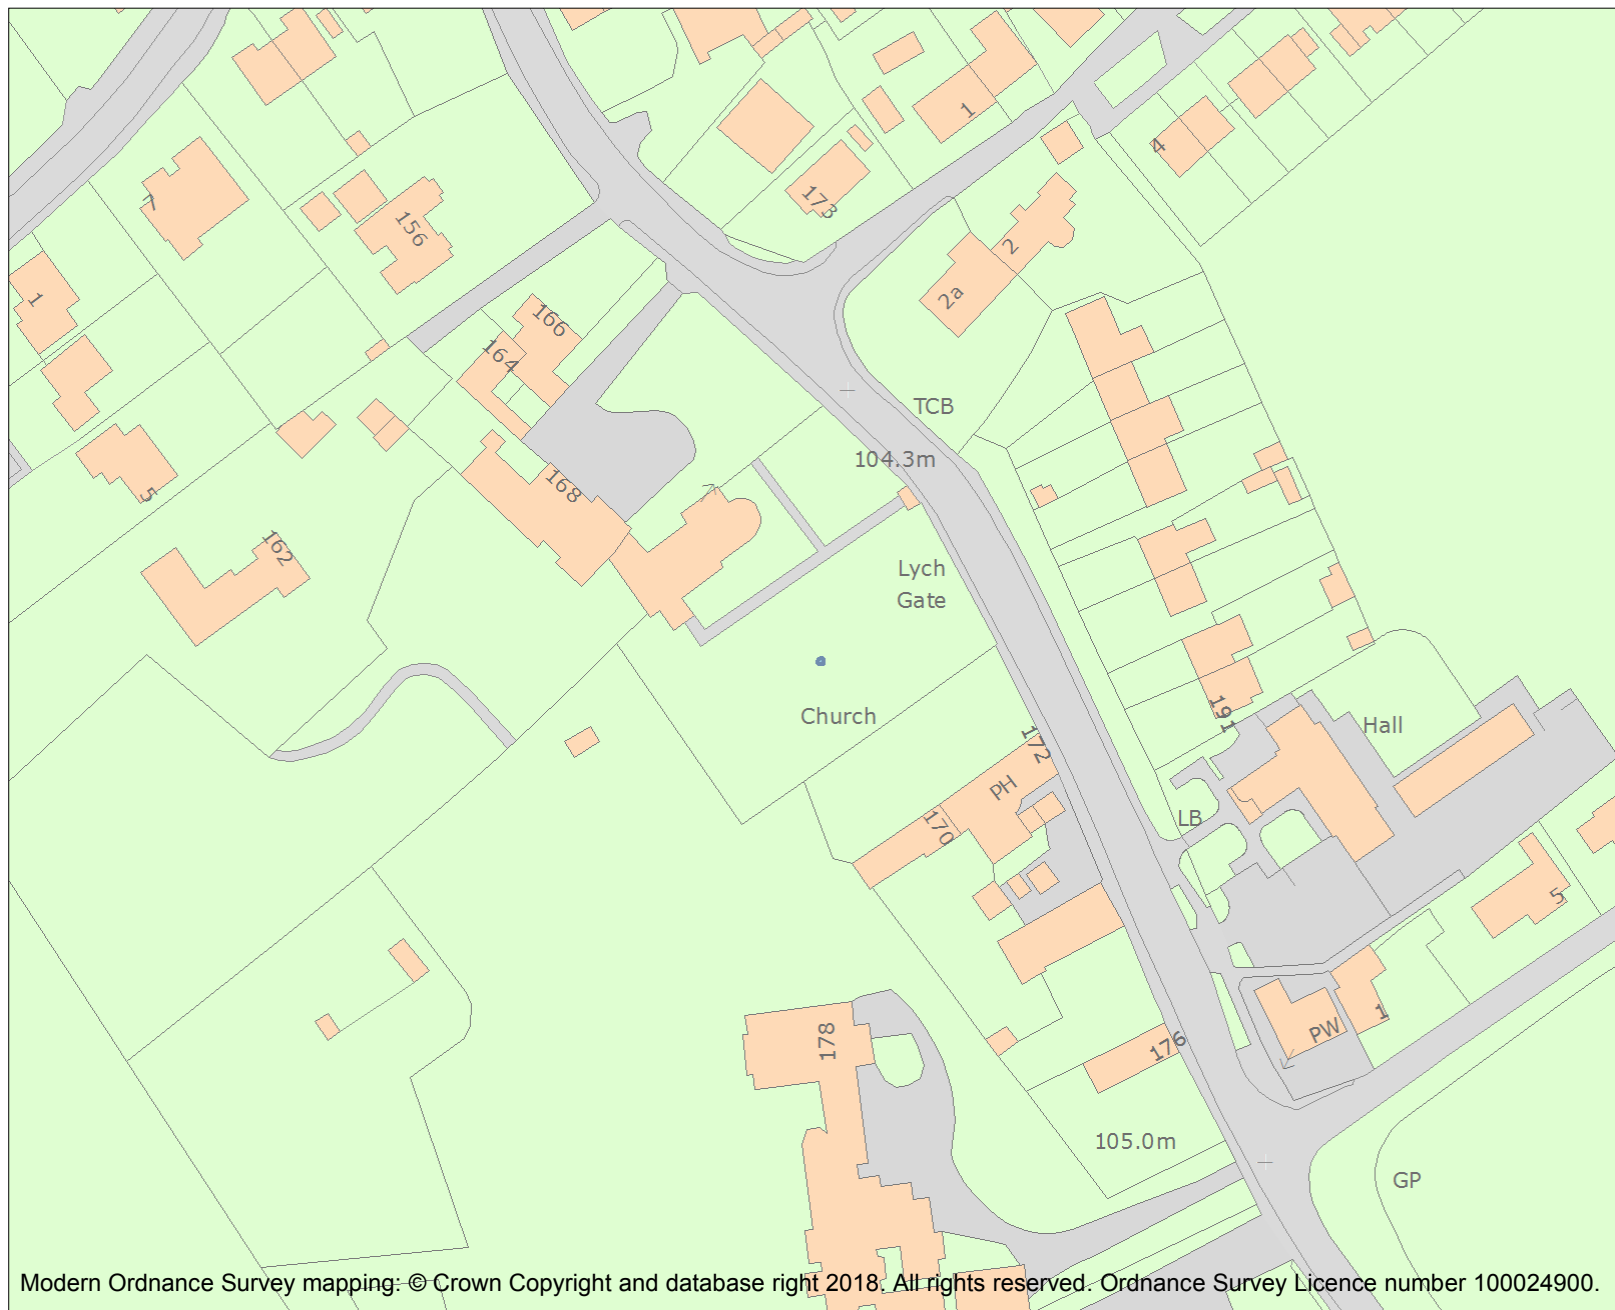 1
4
7
156
173
2
2a
1
166
164
TCB
104.3m
168
5
162
Lych
Gate
Church
191
Hall
172
PH
170
LB
5
178
176
PW
1
105.0m
GP
Modern Ordnance Survey mapping: © Crown Copyright and database right 2018. All rights reserved. Ordnance Survey Licence number 100024900.